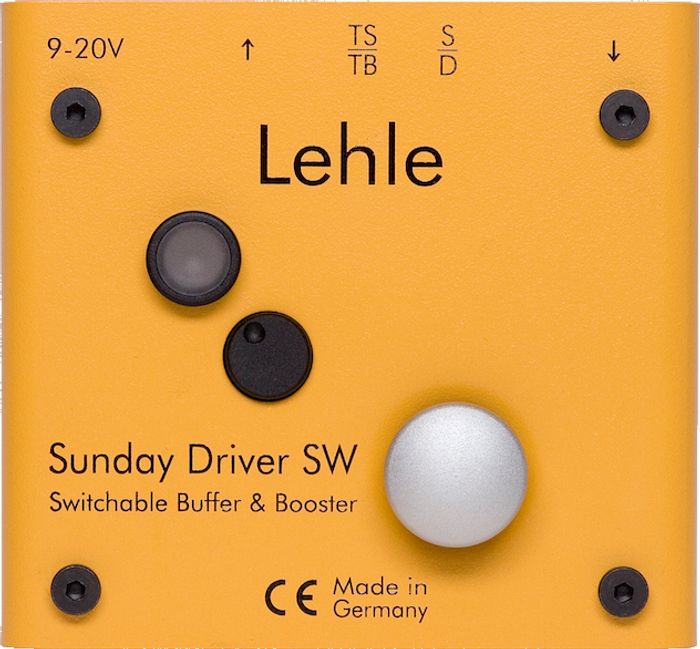 9-20V ↑ TS S ↓
TB D
Lehle
Sunday Driver SW
Switchable Buffer & Booster
CE Made in
Germany